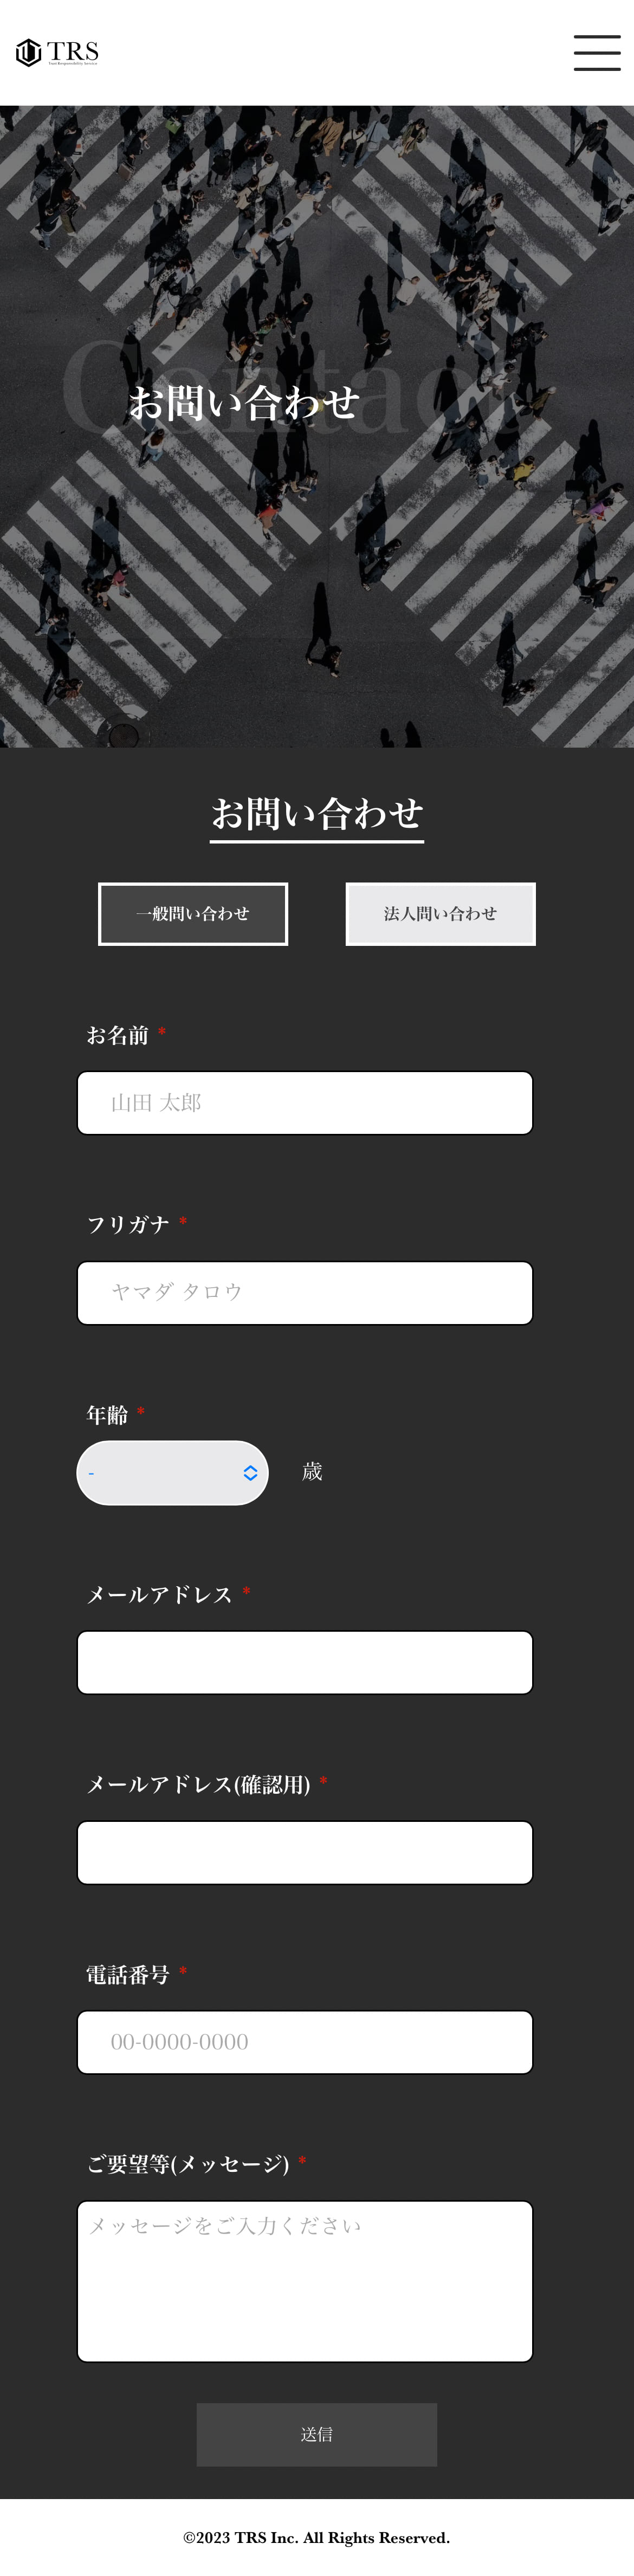 TRS
Total Responsibility Service
Contact
お問い合わせ
お問い合わせ
一般問い合わせ
法人問い合わせ
お名前 *
山田 太郎
フリガナ *
ヤマダ タロウ
年齢 *
-
歳
メールアドレス *
メールアドレス(確認用) *
電話番号 *
00-0000-0000
ご要望等(メッセージ) *
メッセージをご入力ください
送信
©2023 TRS Inc. All Rights Reserved.